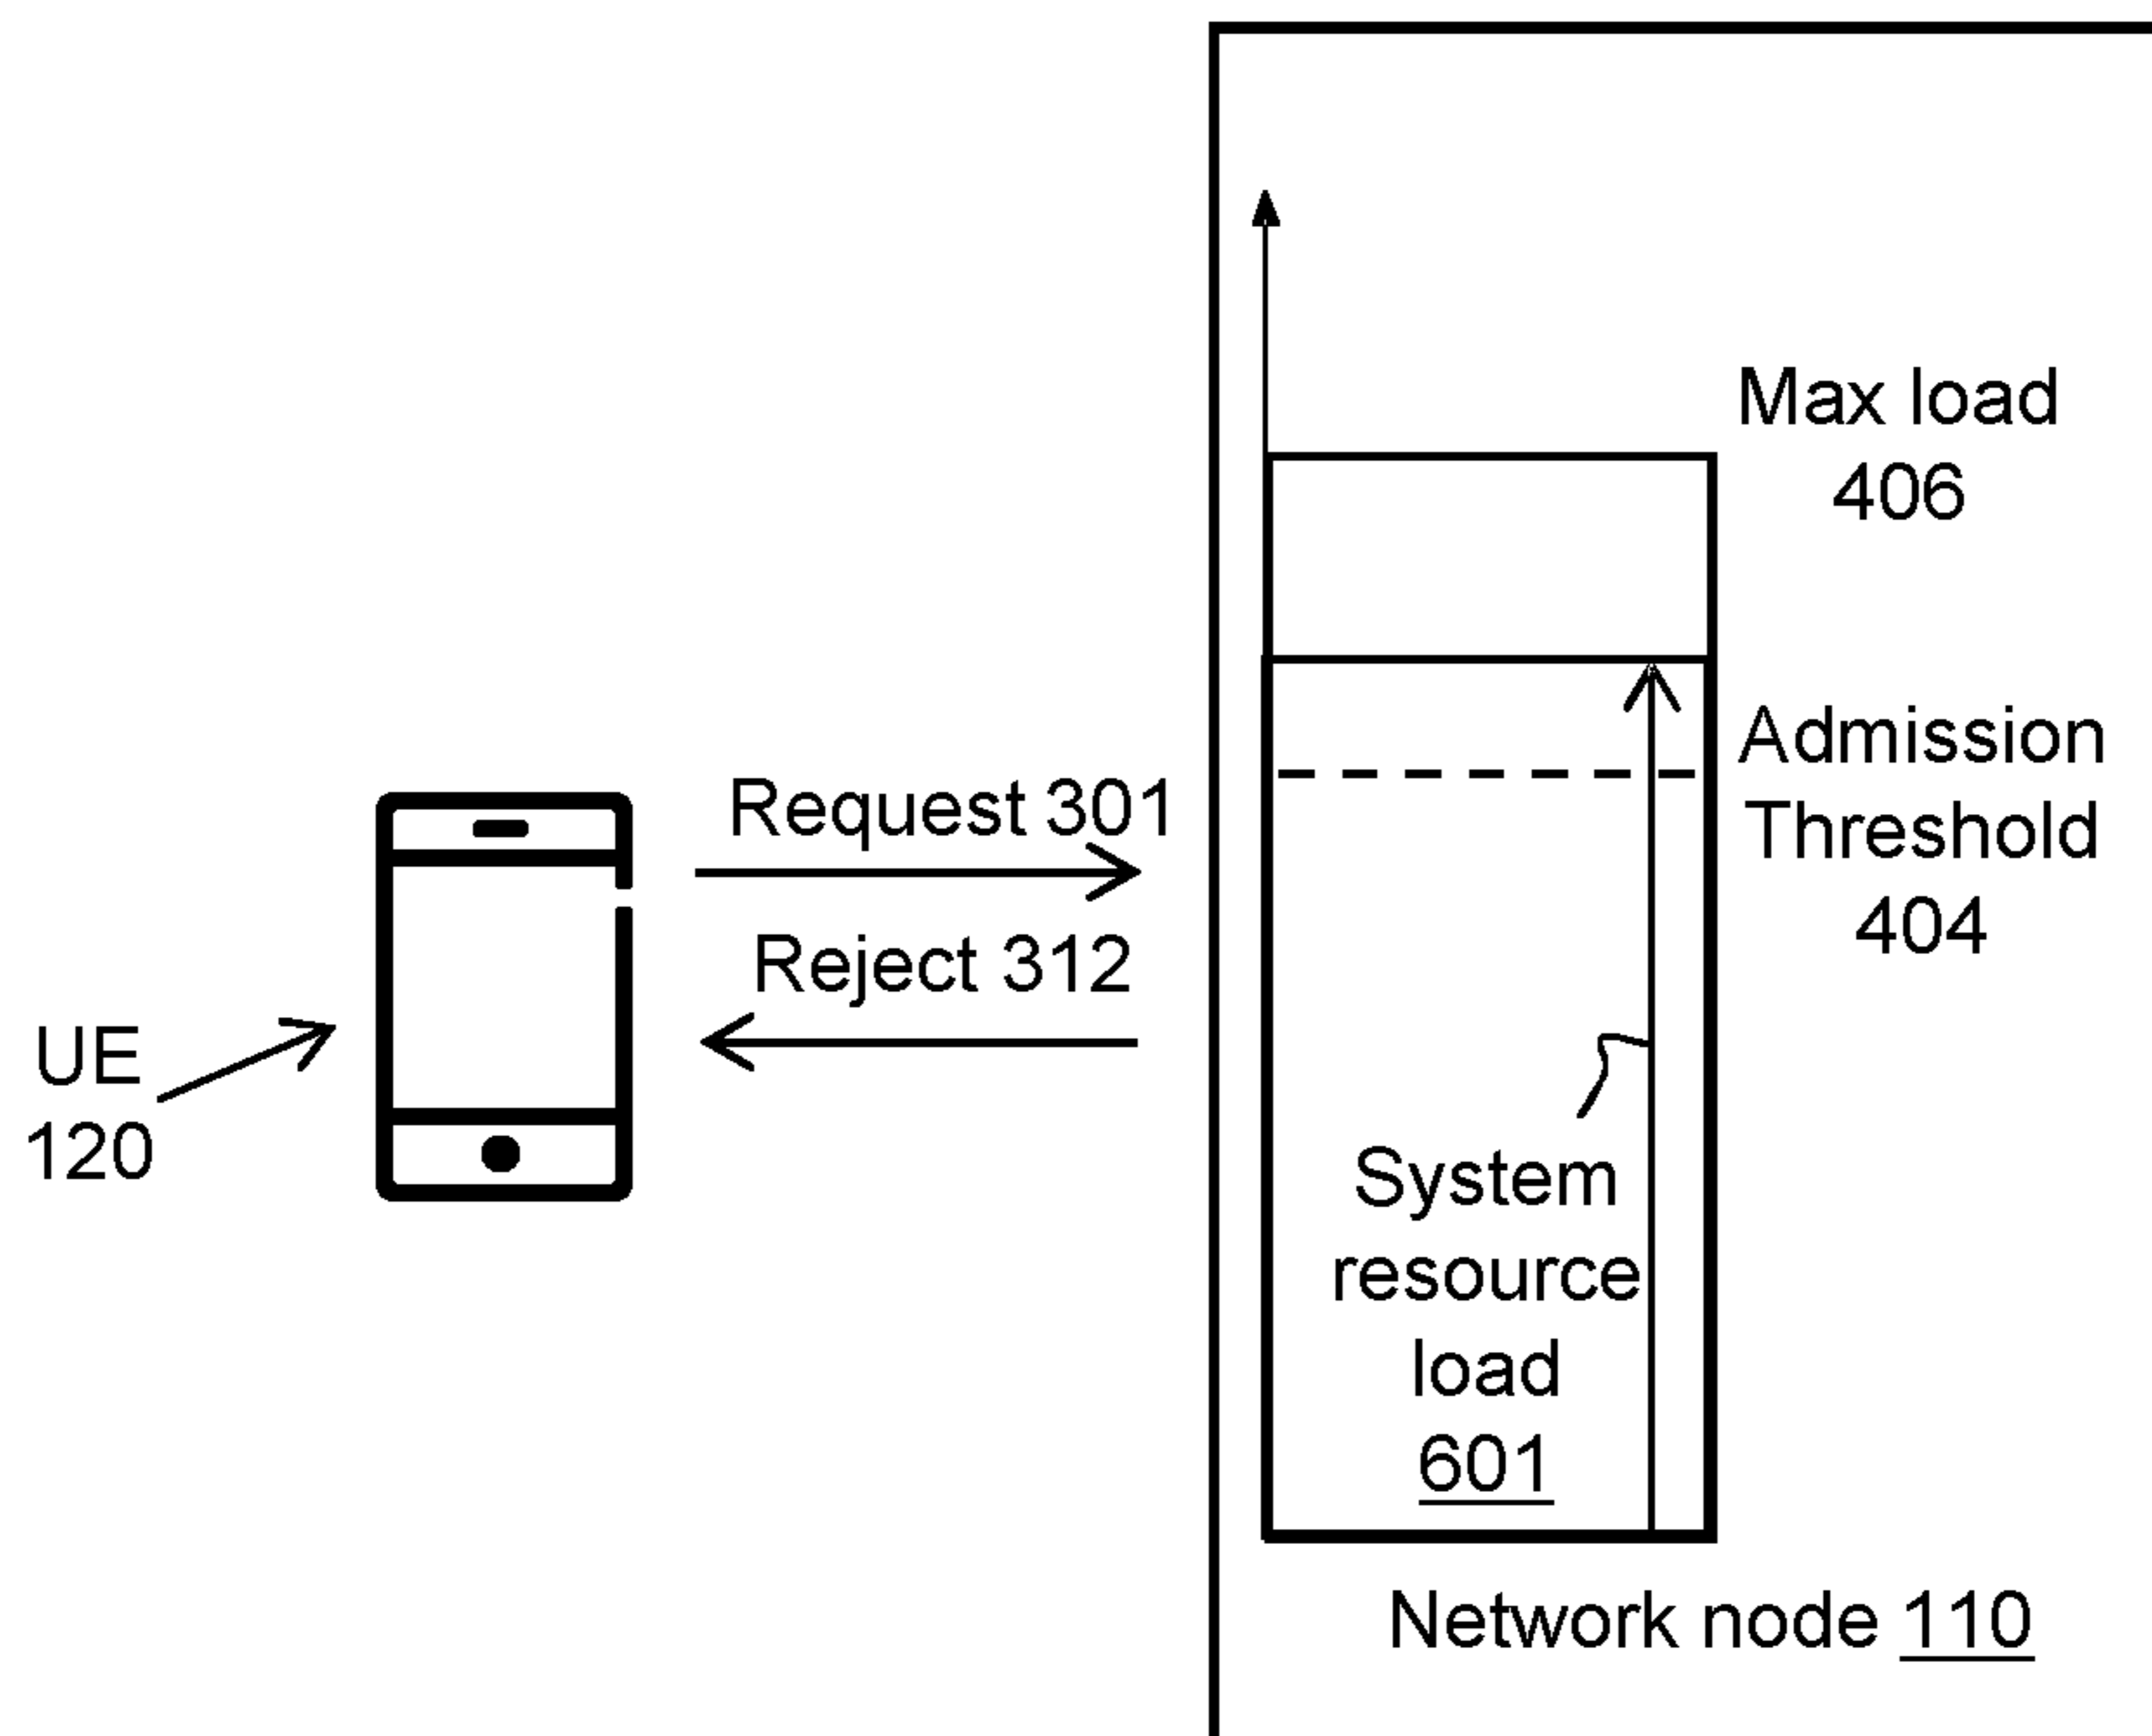 Max load
406
Admission
Threshold
404
Request 301
Reject 312
UE
120
System
resource
load
601
Network node 110